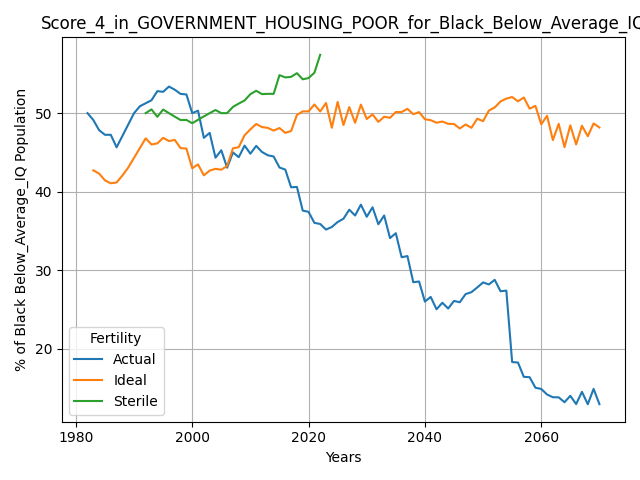 Score_4_in_GOVERNMENT_HOUSING_POOR_for_Black_Below_Average_IQ
% of Black Below_Average_IQ Population
50
40
30
20
Fertility
Actual
Ideal
Sterile
1980 2000 2020 2040 2060
Years